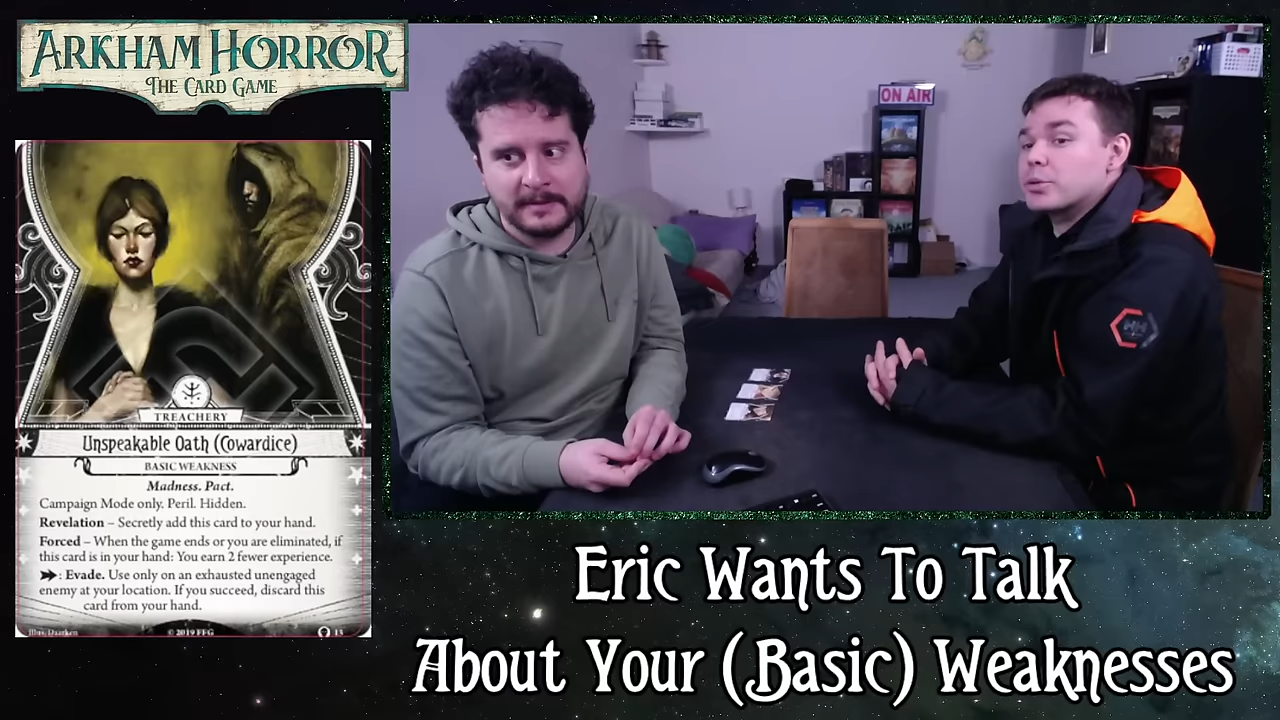 ARKHAM HORROR
THE CARD GAME
ON AIR
TREACHERY
Unspeakable Oath (Cowardice)
BASIC WEAKNESS
Madness. Pact.
Campaign Mode only. Peril. Hidden.
Revelation – Secretly add this card to your hand.
Forced – When the game ends or you are eliminated, if
this card is in your hand: You earn 2 fewer experience.
: Evade. Use only on an exhausted unengaged
enemy at your location. If you succeed, discard this
card from your hand.
Illus. Daarken
© 2019 FFG
13
HH
Eric Wants To Talk
About Your (Basic) Weaknesses